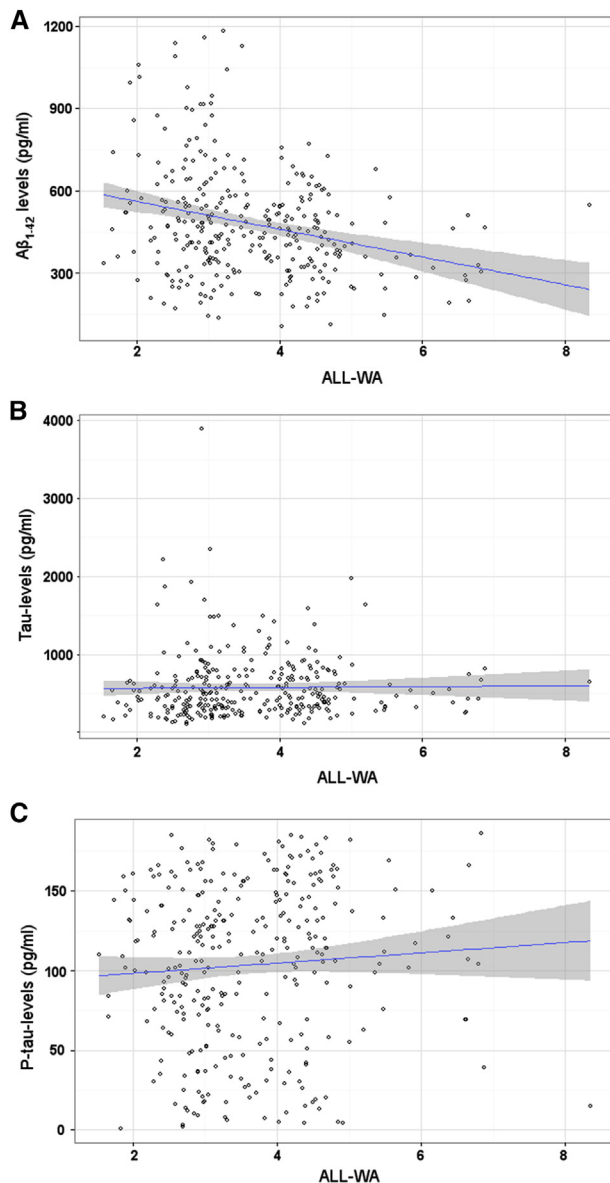 A
1200
900
600
300
Aβ1-42 levels (pg/ml)
2 4 6 8
ALL-WA
B
4000
3000
2000
1000
Tau-levels (pg/ml)
2 4 6 8
ALL-WA
C
150
100
50
0
P-tau-levels (pg/ml)
2 4 6 8
ALL-WA